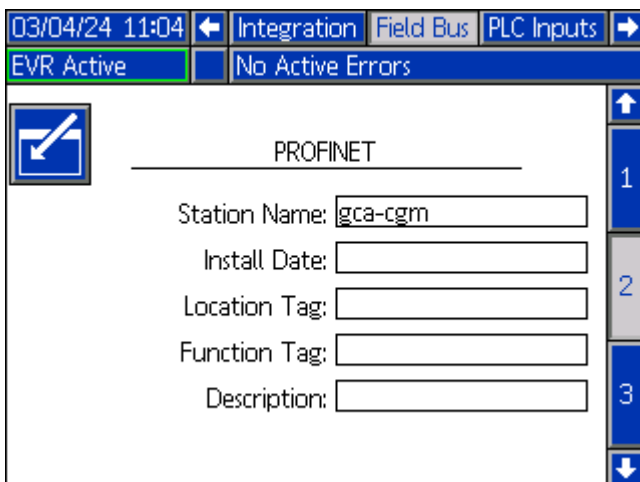 03/04/24 11:04 Integration Field Bus PLC Inputs
EVR Active No Active Errors
PROFINET
1
Station Name: gca-cgm
Install Date:
2
Location Tag:
Function Tag:
Description:
3